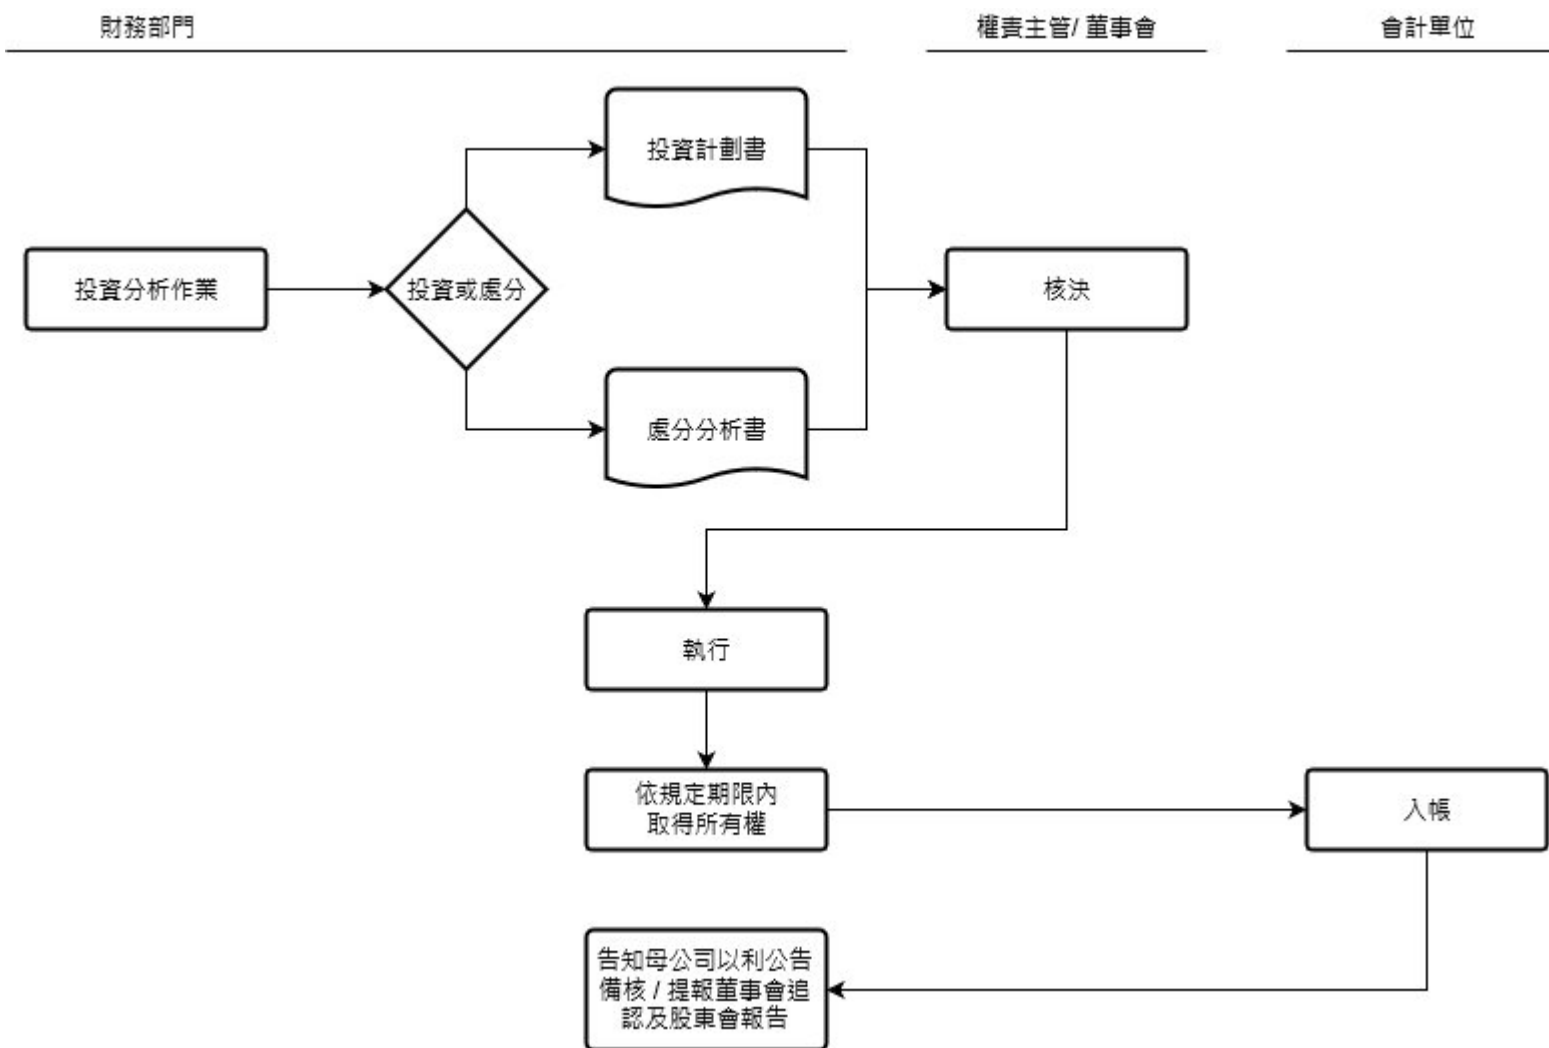 財務部門
權責主管/ 董事會
會計單位
投資計劃書
投資分析作業
投資或處分
核決
處分分析書
執行
依規定期限內
取得所有權
入帳
告知母公司以利公告
備核 / 提報董事會追
認及股東會報告